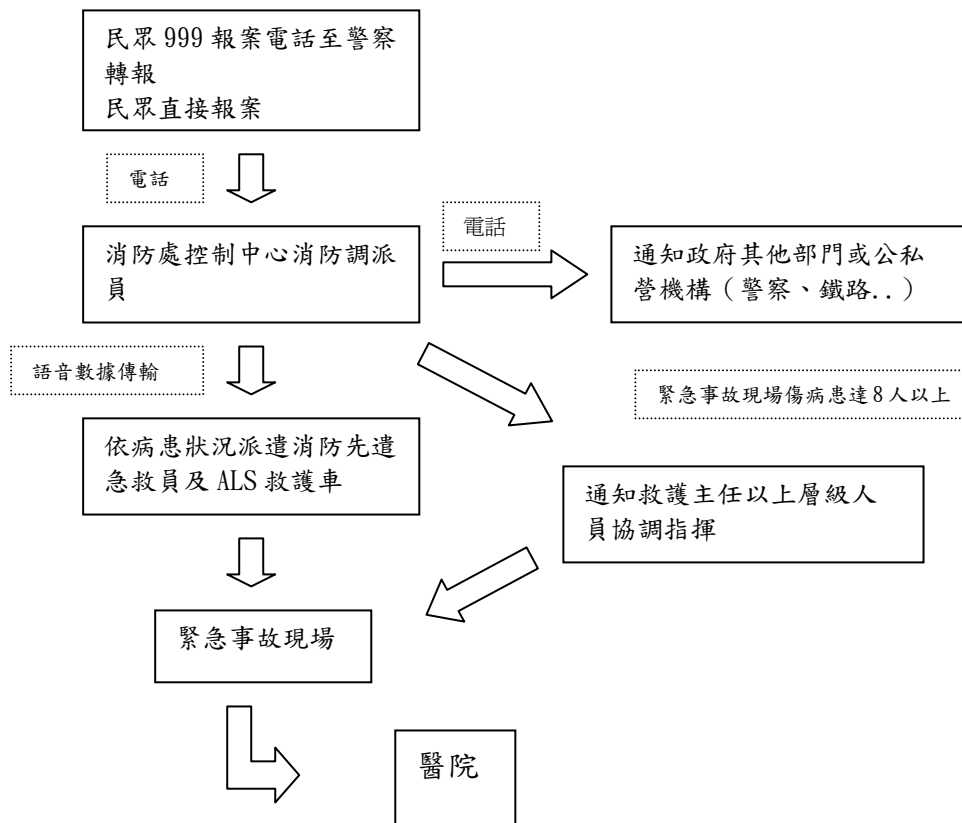 民眾 999 報案電話至警察
轉報
民眾直接報案
電話
消防處控制中心消防調派
員
電話
通知政府其他部門或公私
營機構（警察、鐵路..）
語音數據傳輸
緊急事故現場傷病患達 8 人以上
依病患狀況派遣消防先遣
急救員及 ALS 救護車
通知救護主任以上層級人
員協調指揮
緊急事故現場
醫院